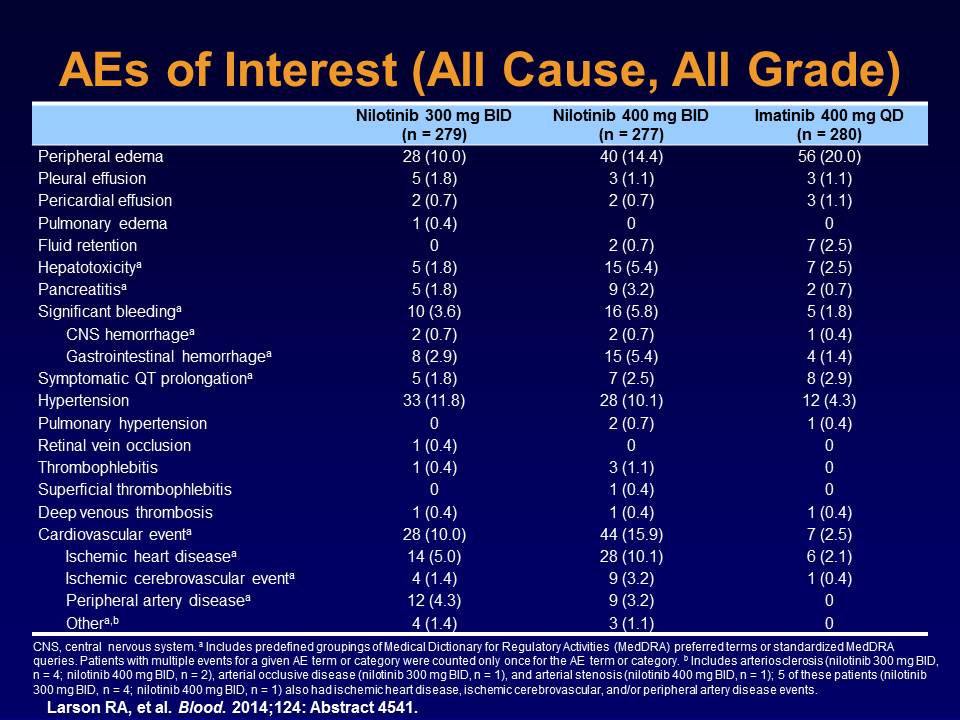 AEs of Interest (All Cause, All Grade)
Nilotinib 300 mg BID Nilotinib 400 mg BID Imatinib 400 mg QD
(n = 279) (n = 277) (n = 280)
Peripheral edema 28 (10.0) 40 (14.4) 56 (20.0)
Pleural effusion 5 (1.8) 3 (1.1) 3 (1.1)
Pericardial effusion 2 (0.7) 2 (0.7) 3 (1.1)
Pulmonary edema 1 (0.4) 0 0
Fluid retention 0 2 (0.7) 7 (2.5)
Hepatotoxicityᵃ 5 (1.8) 15 (5.4) 7 (2.5)
Pancreatitisᵃ 5 (1.8) 9 (3.2) 2 (0.7)
Significant bleedingᵃ 10 (3.6) 16 (5.8) 5 (1.8)
CNS hemorrhageᵃ 2 (0.7) 2 (0.7) 1 (0.4)
Gastrointestinal hemorrhageᵃ 8 (2.9) 15 (5.4) 4 (1.4)
Symptomatic QT prolongationᵃ 5 (1.8) 7 (2.5) 8 (2.9)
Hypertension 33 (11.8) 28 (10.1) 12 (4.3)
Pulmonary hypertension 0 2 (0.7) 1 (0.4)
Retinal vein occlusion 1 (0.4) 0 0
Thrombophlebitis 1 (0.4) 3 (1.1) 0
Superficial thrombophlebitis 0 1 (0.4) 0
Deep venous thrombosis 1 (0.4) 1 (0.4) 1 (0.4)
Cardiovascular eventᵃ 28 (10.0) 44 (15.9) 7 (2.5)
Ischemic heart diseaseᵃ 14 (5.0) 28 (10.1) 6 (2.1)
Ischemic cerebrovascular eventᵃ 4 (1.4) 9 (3.2) 1 (0.4)
Peripheral artery diseaseᵃ 12 (4.3) 9 (3.2) 0
Otherᵃ,ᵇ 4 (1.4) 3 (1.1) 0
CNS, central nervous system. ᵃ Includes predefined groupings of Medical Dictionary for Regulatory Activities (MedDRA) preferred terms or standardized MedDRA
queries. Patients with multiple events for a given AE term or category were counted only once for the AE term or category. ᵇ Includes arteriosclerosis (nilotinib 300 mg BID,
n = 4; nilotinib 400 mg BID, n = 2), arterial occlusive disease (nilotinib 300 mg BID, n = 1), and arterial stenosis (nilotinib 400 mg BID, n = 1); 5 of these patients (nilotinib
300 mg BID, n = 4; nilotinib 400 mg BID, n = 1) also had ischemic heart disease, ischemic cerebrovascular, and/or peripheral artery disease events.
Larson RA, et al. Blood. 2014;124: Abstract 4541.